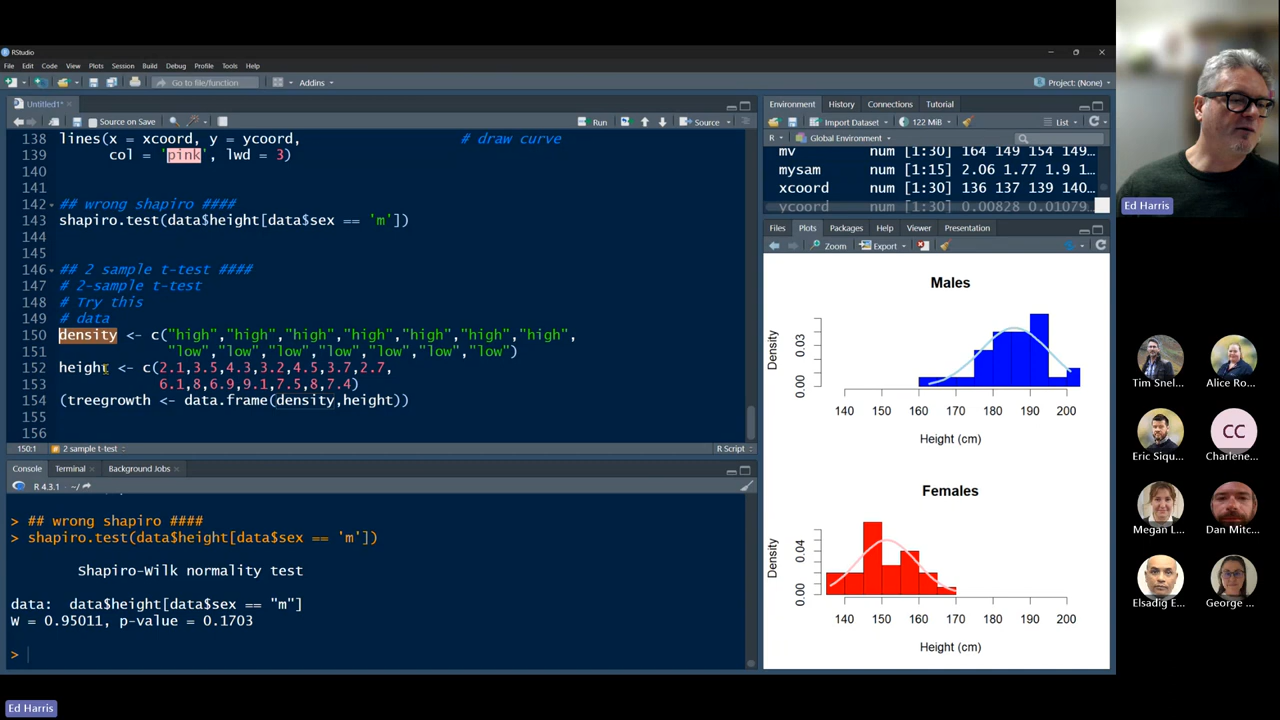 RStudio
File Edit Code View Plots Session Build Debug Profile Tools Help
Go to file/function Addins Project: (None)
Untitled1*
Source on Save Run Source
138 lines(x = xcoord, y = ycoord, # draw curve
139 col = 'pink', lwd = 3)
140
141
142 ## wrong shapiro ####
143 shapiro.test(data$height[data$sex == 'm'])
144
145
146 ## 2 sample t-test ####
147 # 2-sample t-test
148 # Try this
149 # data
150 density <- c("high","high","high","high","high","high","high",
151 "low","low","low","low","low","low","low")
152 height <- c(2.1,3.5,4.3,3.2,4.5,3.7,2.7,
153 6.1,8,6.9,9.1,7.5,8,7.4)
154 (treegrowth <- data.frame(density,height))
155
156
150:1 2 sample t-test R Script
Console Terminal Background Jobs
R 4.3.1 · ~/
> ## wrong shapiro ####
> shapiro.test(data$height[data$sex == 'm'])
Shapiro-Wilk normality test
data: data$height[data$sex == "m"]
W = 0.95011, p-value = 0.1703
>
Environment History Connections Tutorial
Import Dataset 122 MiB List
R Global Environment
mv num [1:30] 164 149 154 149…
mysam num [1:15] 2.06 1.77 1.9 1…
xcoord num [1:30] 136 137 139 140…
ycoord num [1:30] 0.00828 0.01079…
Files Plots Packages Help Viewer Presentation
Zoom Export
Males
Density
0.03
0.00
140 150 160 170 180 190 200
Height (cm)
Females
Density
0.04
0.00
140 150 160 170 180 190 200
Height (cm)
Ed Harris
Tim Snel… Alice Ro…
CC
Eric Siqu… Charlene…
Megan L… Dan Mitc…
Elsadig E… George …
Ed Harris